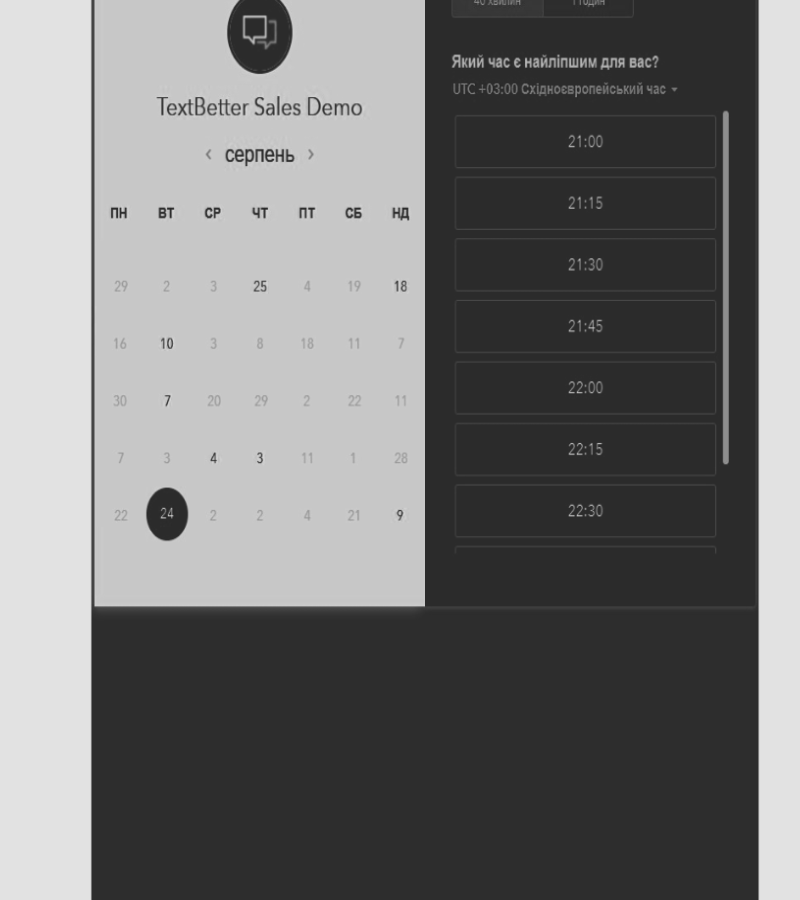 TextBetter Sales Demo
‹ серпень ›
ПН ВТ СР ЧТ ПТ СБ НД
29 2 3 25 4 19 18
16 10 3 8 18 11 7
30 7 20 29 2 22 11
7 3 4 3 11 1 28
22 24 2 2 4 21 9
40 хвилин 1 годин
Який час є найліпшим для вас?
UTC +03:00 Східноєвропейський час
21:00
21:15
21:30
21:45
22:00
22:15
22:30